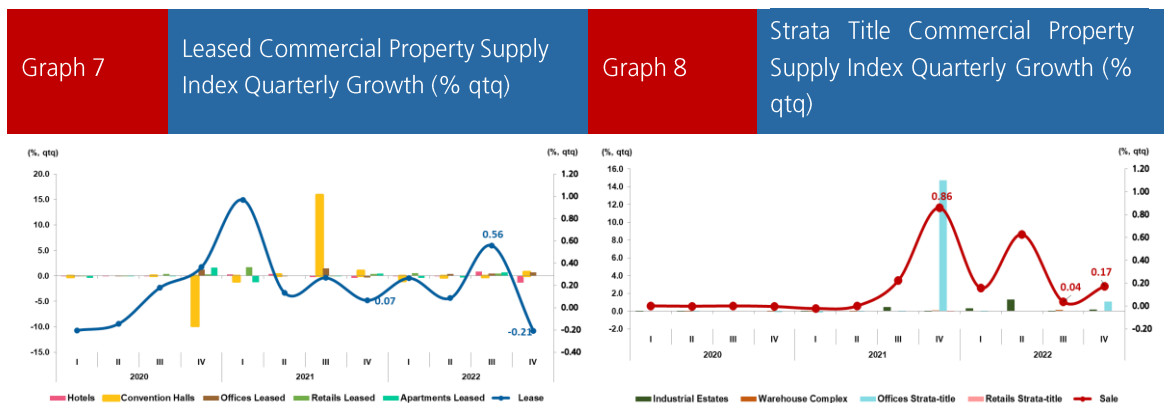 Graph 7
Leased Commercial Property Supply
Index Quarterly Growth (% qtq)
Graph 8
Strata Title Commercial Property
Supply Index Quarterly Growth (%
qtq)
(%, qtq)
(%, qtq)
20.0
15.0
10.0
5.0
0.0
-5.0
-10.0
-15.0
1.20
1.00
0.80
0.60
0.40
0.20
0.00
-0.20
-0.40
0.07
0.56
-0.21
I II III IV I II III IV I II III IV
2020 2021 2022
Hotels Convention Halls Offices Leased Retails Leased Apartments Leased Lease
(%, qtq)
(%, qtq)
16.0
14.0
12.0
10.0
8.0
6.0
4.0
2.0
0.0
-2.0
1.20
1.00
0.80
0.60
0.40
0.20
0.00
-0.20
0.86
0.04
0.17
I II III IV I II III IV I II III IV
2020 2021 2022
Industrial Estates Warehouse Complex Offices Strata-title Retails Strata-title Sale